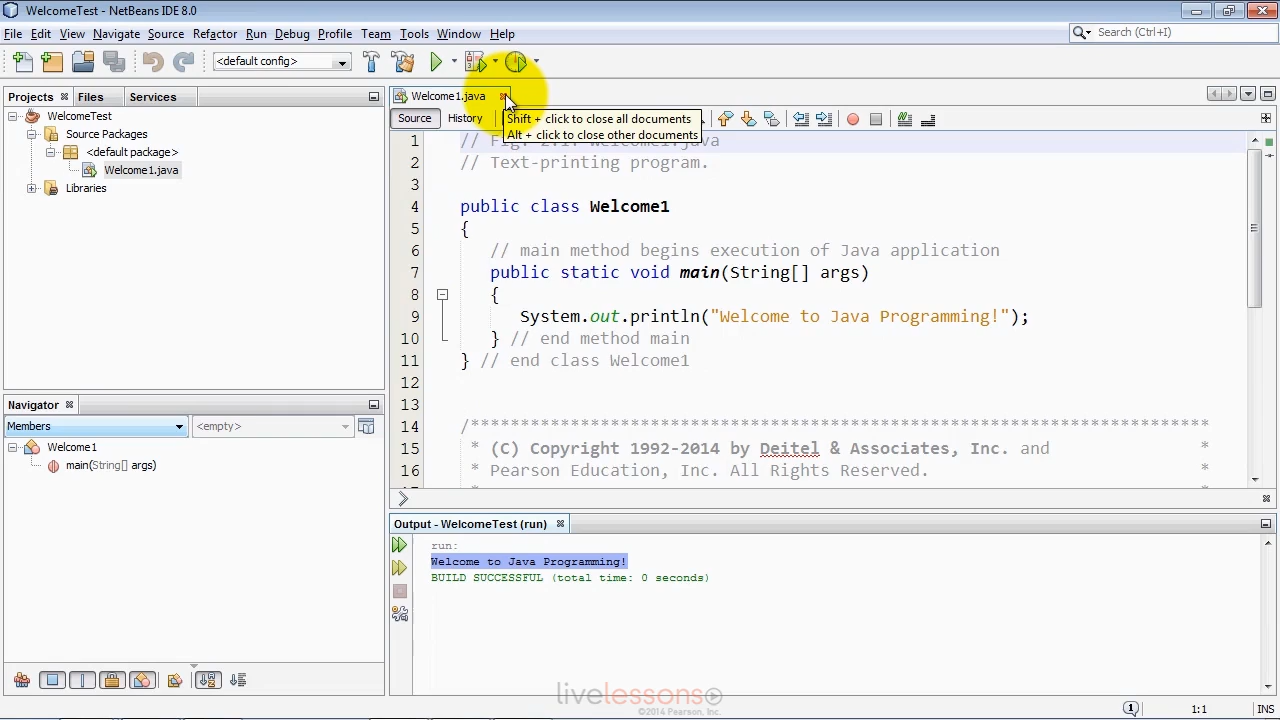 WelcomeTest - NetBeans IDE 8.0
File Edit View Navigate Source Refactor Run Debug Profile Team Tools Window Help
Search (Ctrl+I)
<default config>
Projects Files Services
WelcomeTest
Source Packages
<default package>
Welcome1.java
Libraries
Navigator
Members <empty>
Welcome1
main(String[] args)
Welcome1.java
Source History
Shift + click to close all documents
Alt + click to close other documents
1 // Fig. 2.1: Welcome1.java
2 // Text-printing program.
3
4 public class Welcome1
5 {
6 // main method begins execution of Java application
7 public static void main(String[] args)
8 {
9 System.out.println("Welcome to Java Programming!");
10 } // end method main
11 } // end class Welcome1
12
13
14 /**************************************************************************
15 * (C) Copyright 1992-2014 by Deitel & Associates, Inc. and *
16 * Pearson Education, Inc. All Rights Reserved. *
Output - WelcomeTest (run)
run:
Welcome to Java Programming!
BUILD SUCCESSFUL (total time: 0 seconds)
livelessons
©2014 Pearson, Inc.
1 1:1 INS